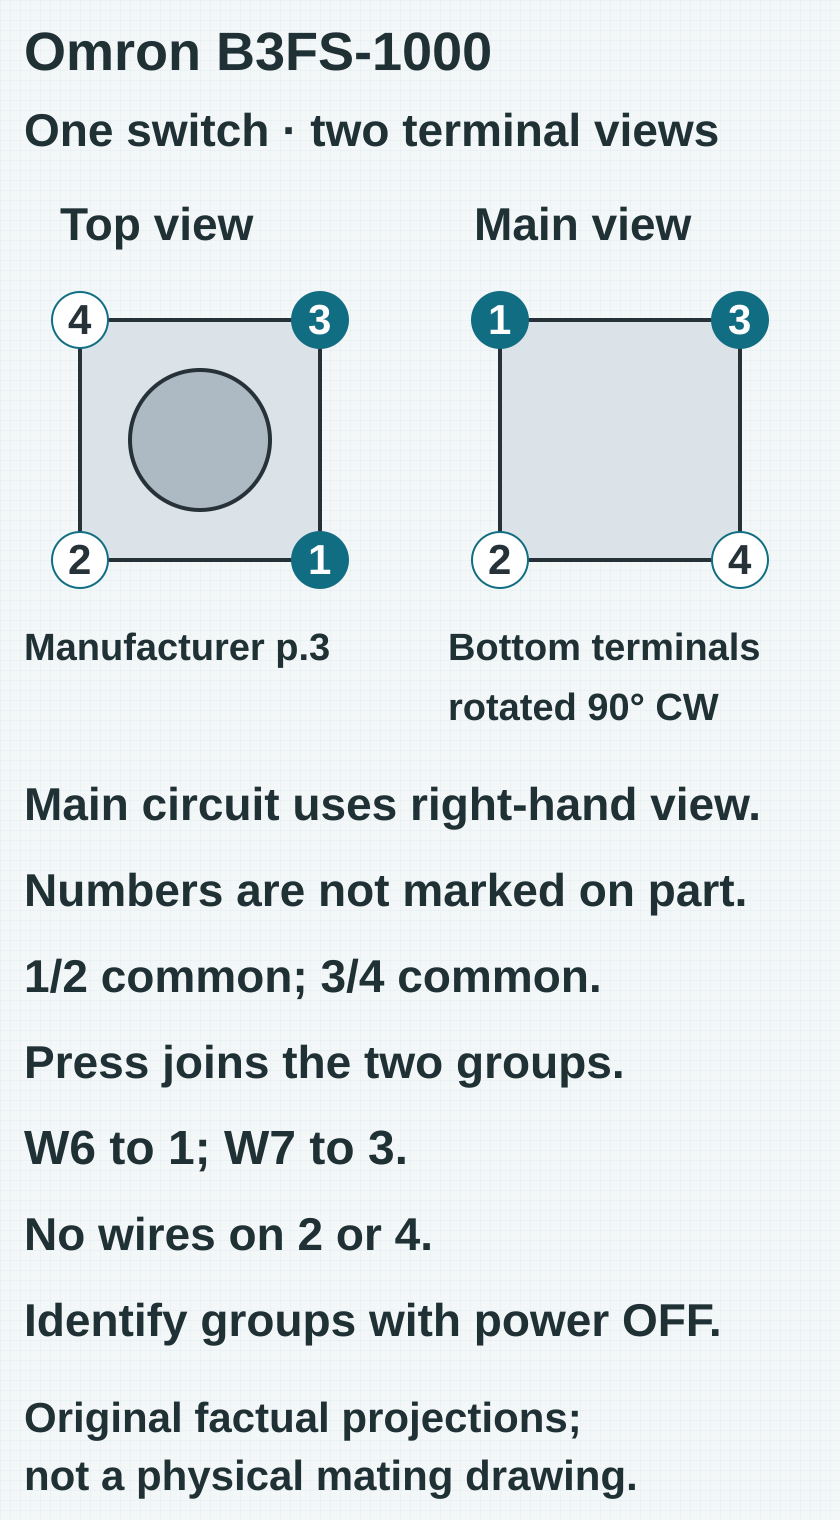 Omron B3FS-1000
One switch · two terminal views
Top view
Main view
4
3
1
3
2
1
2
4
Manufacturer p.3
Bottom terminals
rotated 90° CW
Main circuit uses right-hand view.
Numbers are not marked on part.
1/2 common; 3/4 common.
Press joins the two groups.
W6 to 1; W7 to 3.
No wires on 2 or 4.
Identify groups with power OFF.
Original factual projections;
not a physical mating drawing.